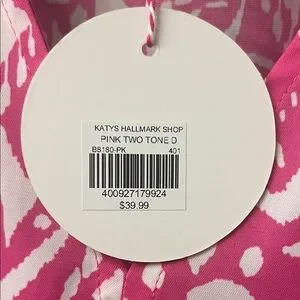 KATYS HALLMARK SHOP
PINK TWO TONE D
B8180-PK 401
400927179924
$39.99